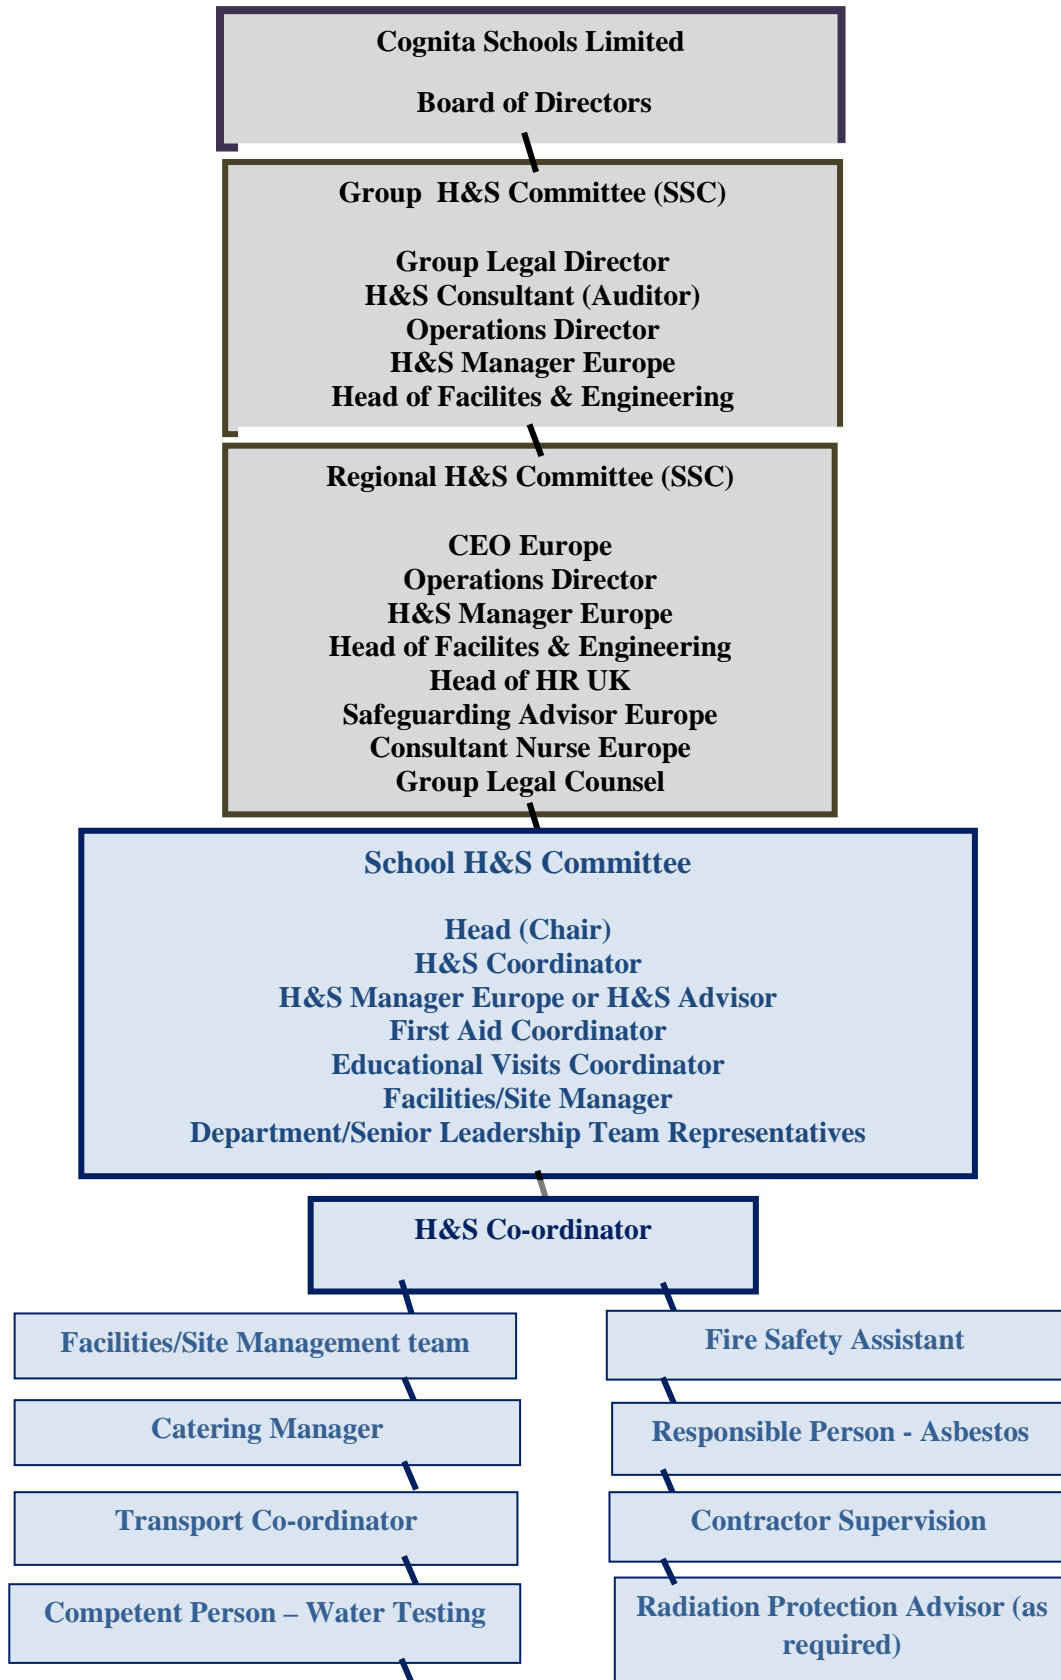 Cognita Schools Limited
Board of Directors
Group H&S Committee (SSC)
Group Legal Director
H&S Consultant (Auditor)
Operations Director
H&S Manager Europe
Head of Facilites & Engineering
Regional H&S Committee (SSC)
CEO Europe
Operations Director
H&S Manager Europe
Head of Facilites & Engineering
Head of HR UK
Safeguarding Advisor Europe
Consultant Nurse Europe
Group Legal Counsel
School H&S Committee
Head (Chair)
H&S Coordinator
H&S Manager Europe or H&S Advisor
First Aid Coordinator
Educational Visits Coordinator
Facilities/Site Manager
Department/Senior Leadership Team Representatives
H&S Co-ordinator
Facilities/Site Management team
Fire Safety Assistant
Catering Manager
Responsible Person - Asbestos
Transport Co-ordinator
Contractor Supervision
Competent Person – Water Testing
Radiation Protection Advisor (as
required)